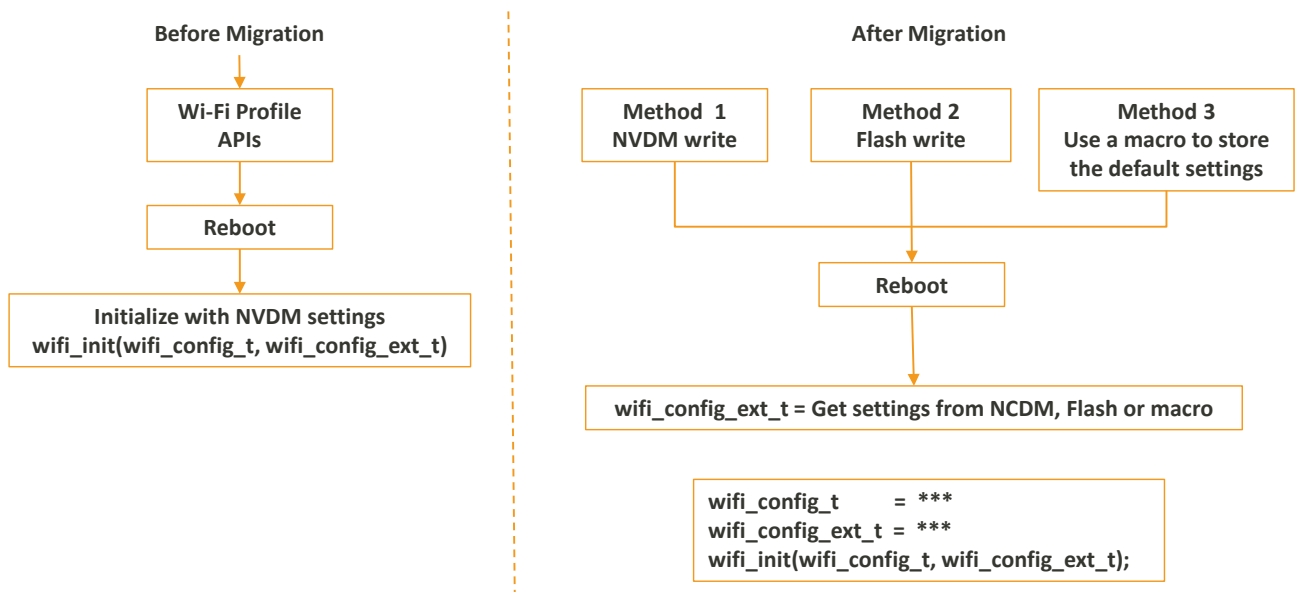 Before Migration
Wi-Fi Profile
APIs
Reboot
Initialize with NVDM settings
wifi_init(wifi_config_t, wifi_config_ext_t)
After Migration
Method 1
NVDM write
Method 2
Flash write
Method 3
Use a macro to store
the default settings
Reboot
wifi_config_ext_t = Get settings from NCDM, Flash or macro
wifi_config_t = ***
wifi_config_ext_t = ***
wifi_init(wifi_config_t, wifi_config_ext_t);